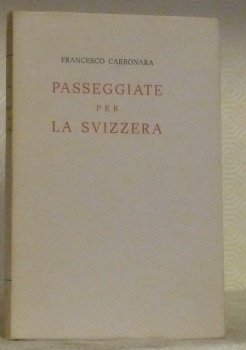 FRANCESCO CARBONARA
PASSEGGIATE
PER
LA SVIZZERA